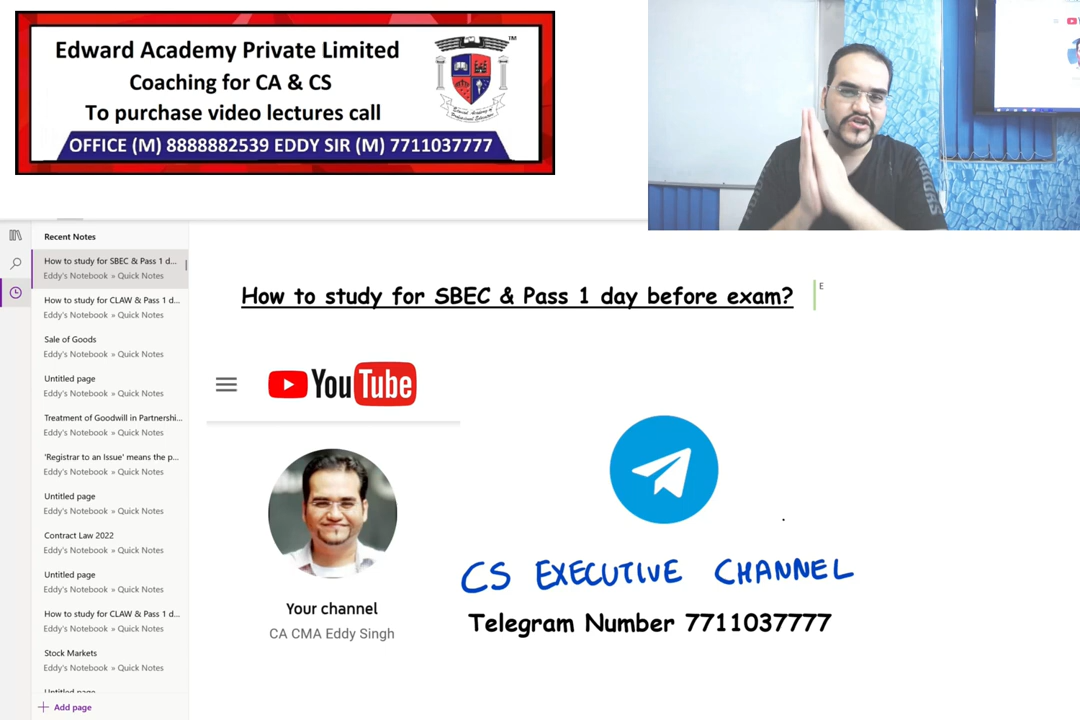 Edward Academy Private Limited
Coaching for CA & CS
To purchase video lectures call
OFFICE (M) 8888882539 EDDY SIR (M) 7711037777
TM
Recent Notes
How to study for SBEC & Pass 1 d...
Eddy's Notebook » Quick Notes
How to study for CLAW & Pass 1 d...
Eddy's Notebook » Quick Notes
Sale of Goods
Eddy's Notebook » Quick Notes
Untitled page
Eddy's Notebook » Quick Notes
Treatment of Goodwill in Partnershi...
Eddy's Notebook » Quick Notes
'Registrar to an Issue' means the p...
Eddy's Notebook » Quick Notes
Untitled page
Eddy's Notebook » Quick Notes
Contract Law 2022
Eddy's Notebook » Quick Notes
Untitled page
Eddy's Notebook » Quick Notes
How to study for CLAW & Pass 1 d...
Eddy's Notebook » Quick Notes
Stock Markets
Eddy's Notebook » Quick Notes
Untitled page
Add page
How to study for SBEC & Pass 1 day before exam?
E
YouTube
Your channel
CA CMA Eddy Singh
CS EXECUTIVE CHANNEL
Telegram Number 7711037777